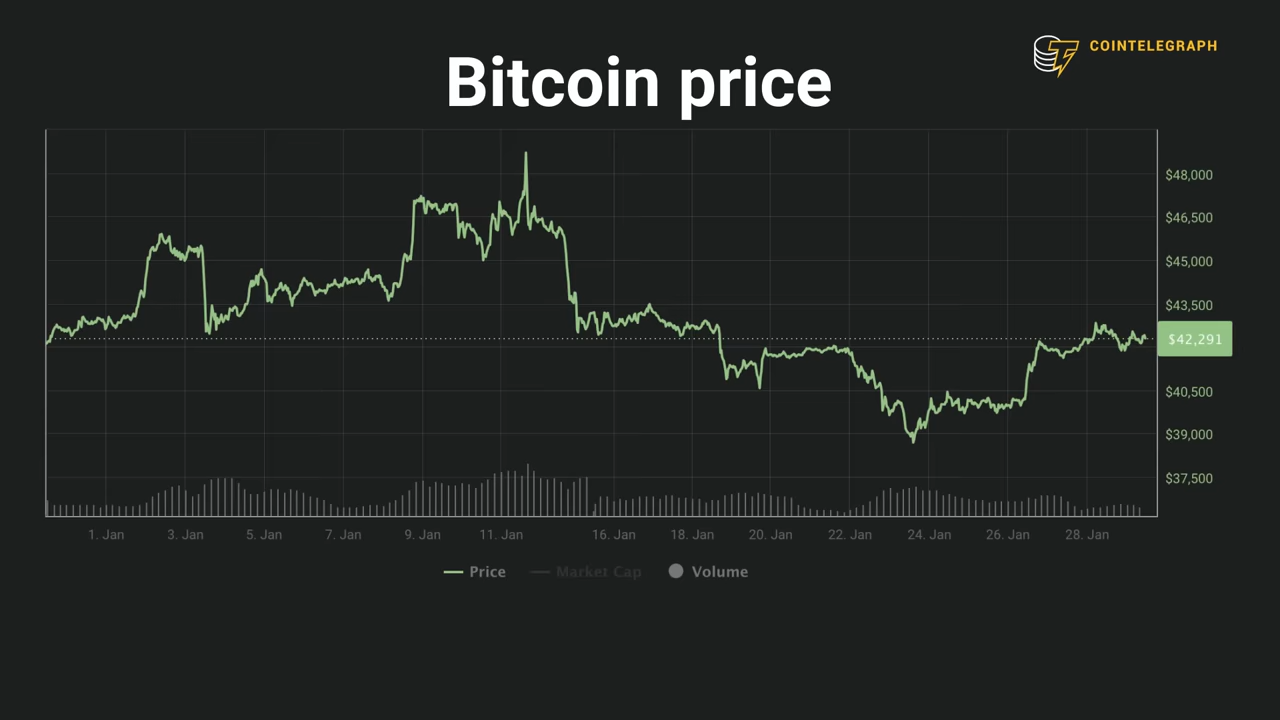 COINTELEGRAPH
Bitcoin price
$48,000
$46,500
$45,000
$43,500
$42,291
$40,500
$39,000
$37,500
1. Jan 3. Jan 5. Jan 7. Jan 9. Jan 11. Jan 16. Jan 18. Jan 20. Jan 22. Jan 24. Jan 26. Jan 28. Jan
Price Market Cap Volume